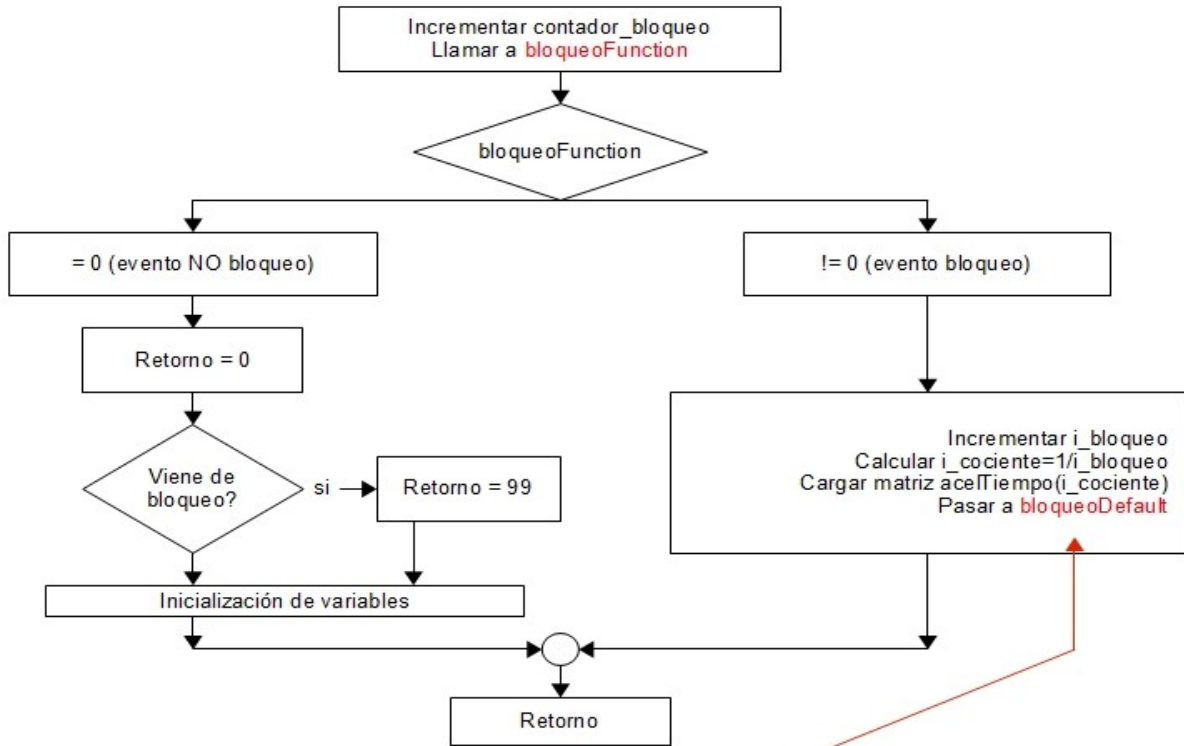 Incrementar contador_bloqueo
Llamar a bloqueoFunction
bloqueoFunction
= 0 (evento NO bloqueo)
!= 0 (evento bloqueo)
Retorno = 0
Viene de
bloqueo?
si
Retorno = 99
Incrementar i_bloqueo
Calcular i_cociente=1/i_bloqueo
Cargar matriz acelTiempo(i_cociente)
Pasar a bloqueoDefault
Inicialización de variables
Retorno